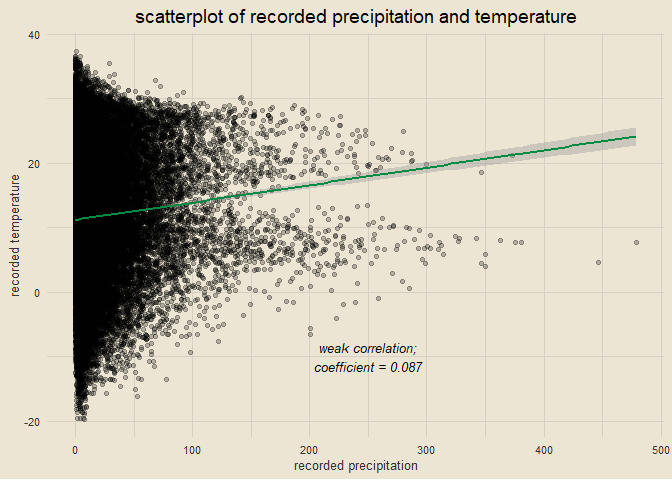 scatterplot of recorded precipitation and temperature
40
20
0
-20
recorded temperature
weak correlation;
coefficient = 0.087
0
100
200
300
400
500
recorded precipitation